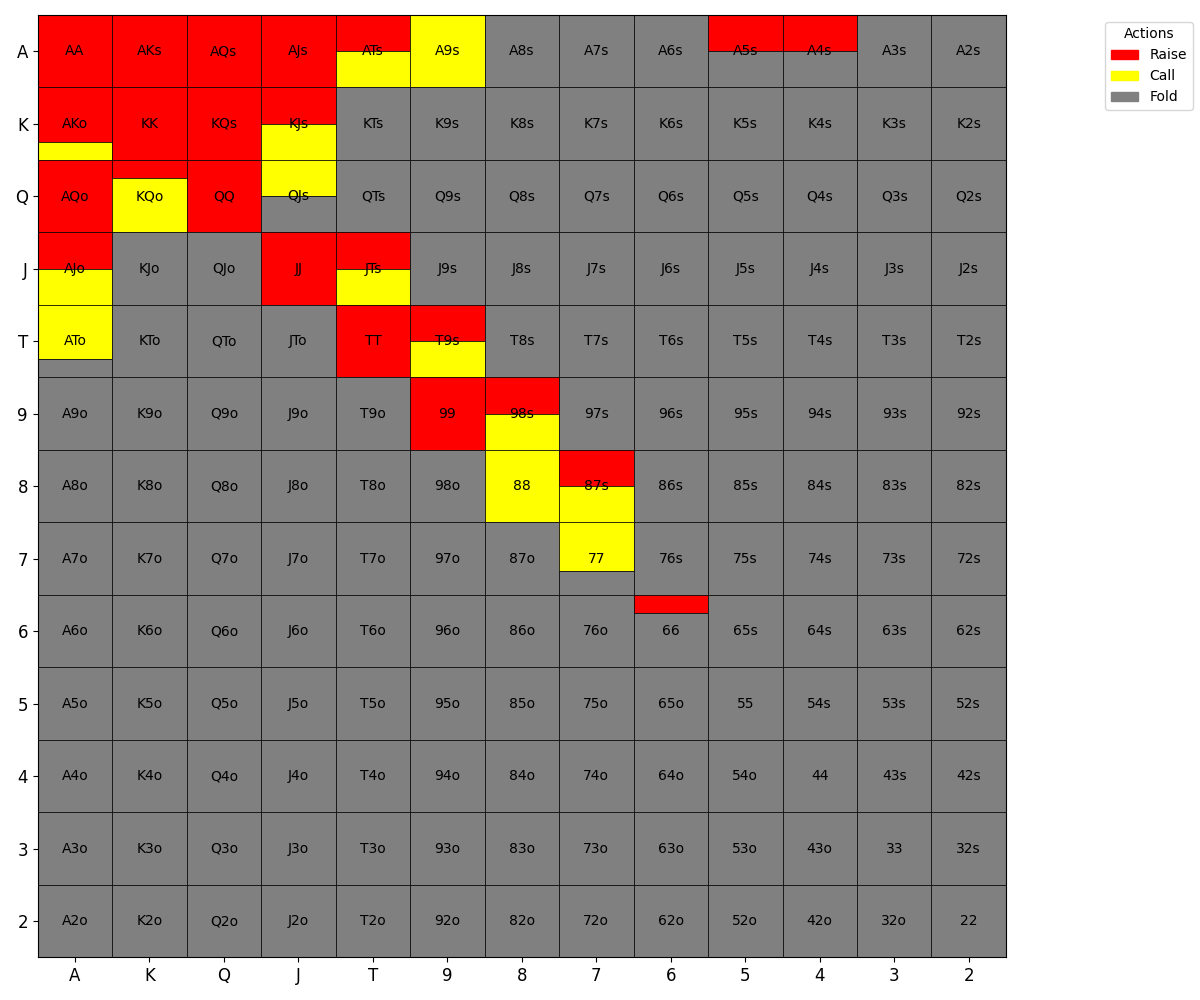 A AA AKs AQs AJs ATs A9s A8s A7s A6s A5s A4s A3s A2s
K AKo KK KQs KJs KTs K9s K8s K7s K6s K5s K4s K3s K2s
Q AQo KQo QQ QJs QTs Q9s Q8s Q7s Q6s Q5s Q4s Q3s Q2s
J AJo KJo QJo JJ JTs J9s J8s J7s J6s J5s J4s J3s J2s
T ATo KTo QTo JTo TT T9s T8s T7s T6s T5s T4s T3s T2s
9 A9o K9o Q9o J9o T9o 99 98s 97s 96s 95s 94s 93s 92s
8 A8o K8o Q8o J8o T8o 98o 88 87s 86s 85s 84s 83s 82s
7 A7o K7o Q7o J7o T7o 97o 87o 77 76s 75s 74s 73s 72s
6 A6o K6o Q6o J6o T6o 96o 86o 76o 66 65s 64s 63s 62s
5 A5o K5o Q5o J5o T5o 95o 85o 75o 65o 55 54s 53s 52s
4 A4o K4o Q4o J4o T4o 94o 84o 74o 64o 54o 44 43s 42s
3 A3o K3o Q3o J3o T3o 93o 83o 73o 63o 53o 43o 33 32s
2 A2o K2o Q2o J2o T2o 92o 82o 72o 62o 52o 42o 32o 22
A K Q J T 9 8 7 6 5 4 3 2
Actions
Raise
Call
Fold